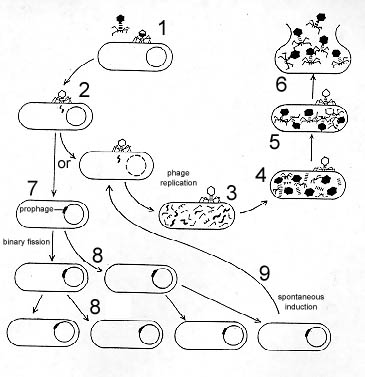 1
2
or
phage
replication
3
4
5
6
7
prophage
binary fission
8
8
9
spontaneous
induction